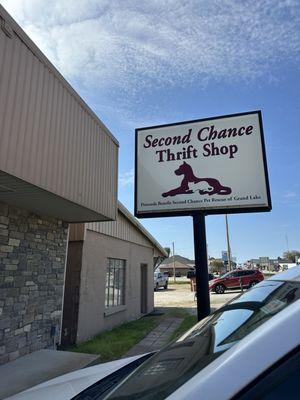 Second Chance
Thrift Shop
Proceeds Benefit Second Chance Pet Rescue of Grand Lake